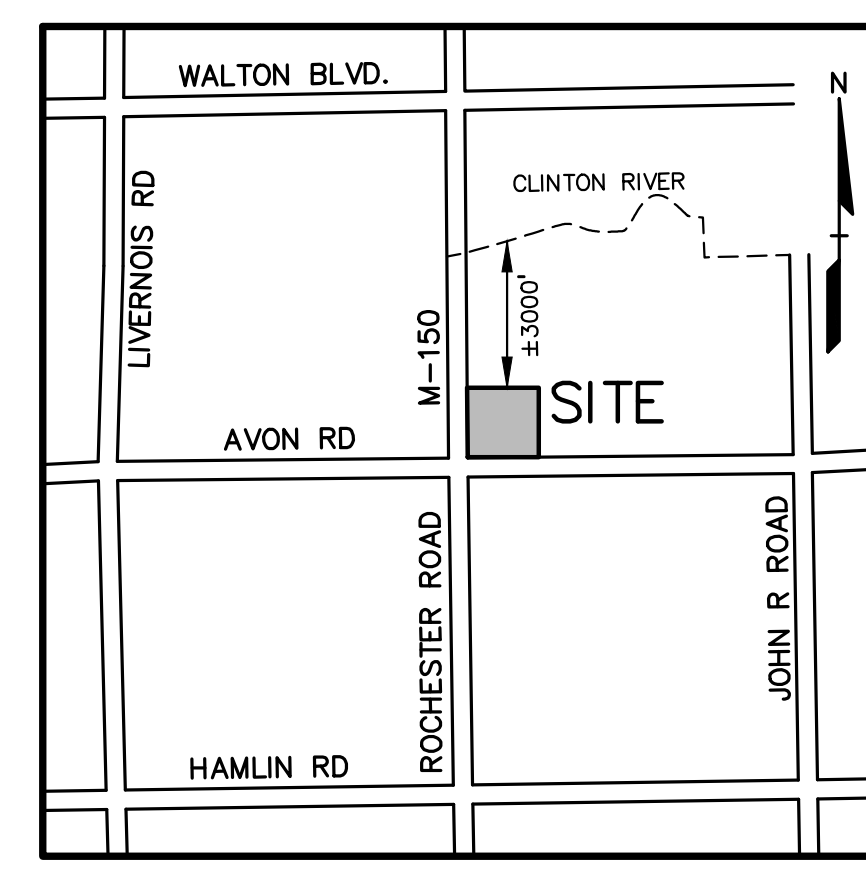 WALTON BLVD.
N
CLINTON RIVER
LIVERNOIS RD
±3000'
M-150
SITE
AVON RD
ROCHESTER ROAD
JOHN R ROAD
HAMLIN RD